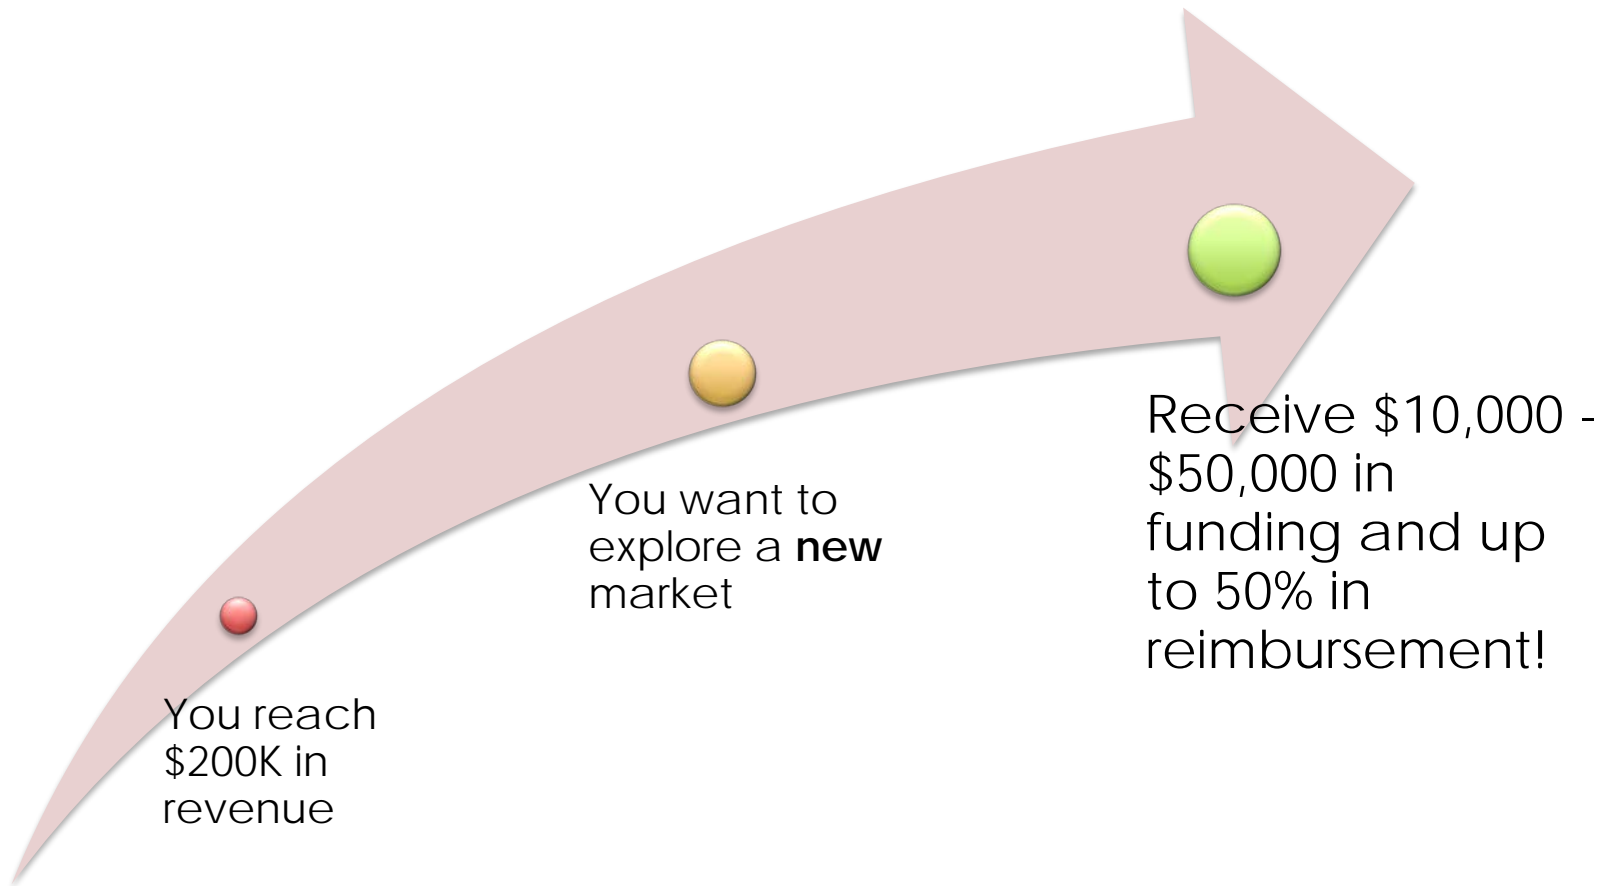 You reach
$200K in
revenue
You want to
explore a new
market
Receive $10,000 -
$50,000 in
funding and up
to 50% in
reimbursement!